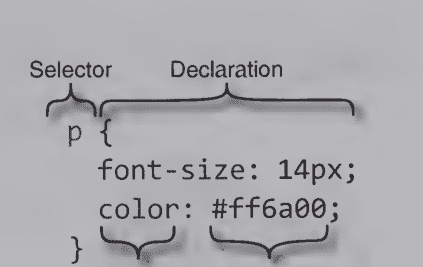 Selector Declaration
p {
font-size: 14px;
color: #ff6a00;
}